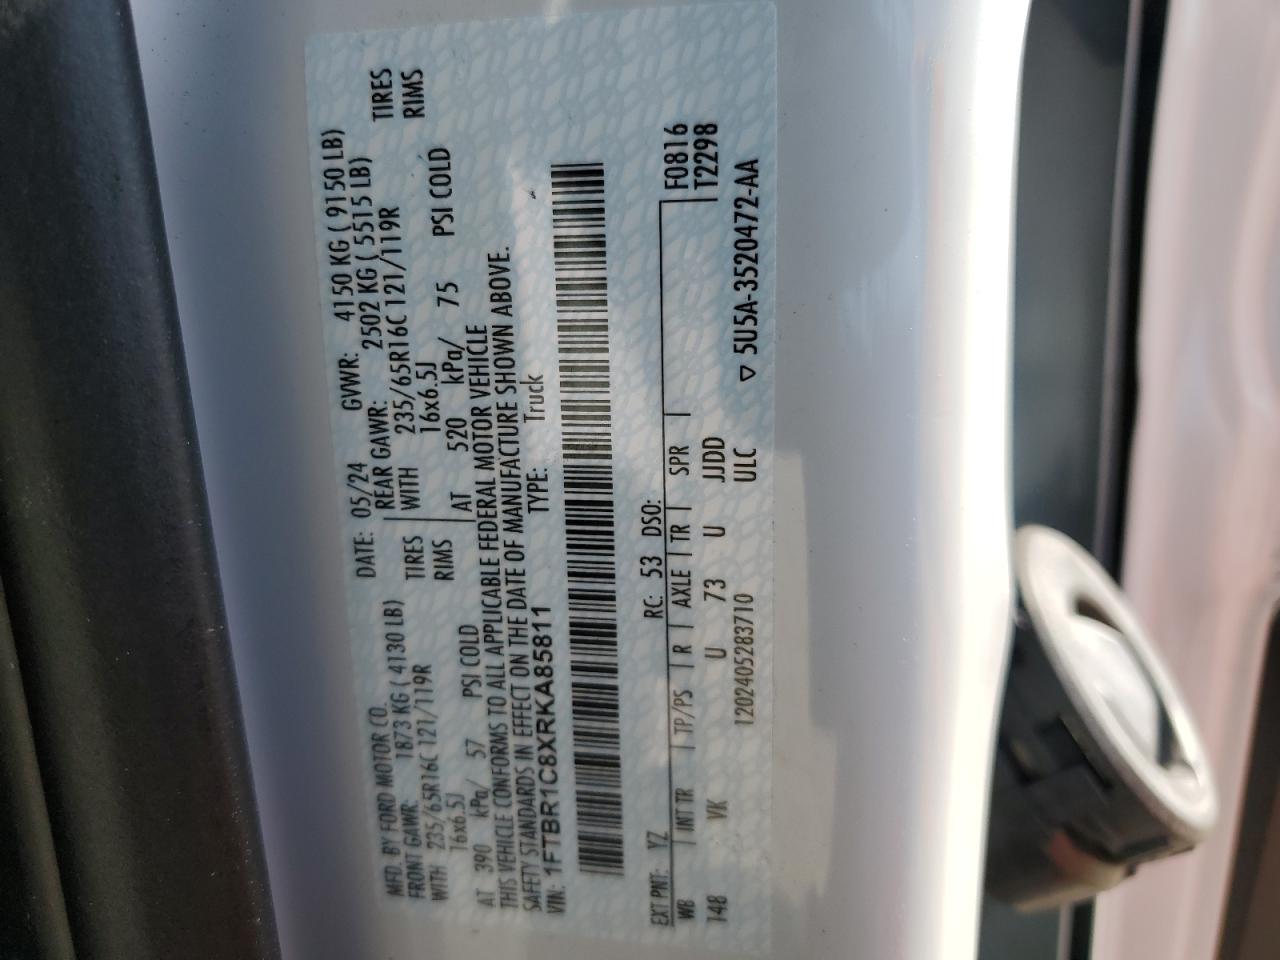 MFD. BY FORD MOTOR CO. DATE: 05/24 GVWR: 4150 KG ( 9150 LB)
FRONT GAWR: 1873 KG ( 4130 LB) REAR GAWR: 2502 KG ( 5515 LB)
WITH 235/65R16C 121/119R TIRES WITH 235/65R16C 121/119R TIRES
16x6.5J RIMS 16x6.5J RIMS
AT 390 kPa/ 57 PSI COLD AT 520 kPa/ 75 PSI COLD
THIS VEHICLE CONFORMS TO ALL APPLICABLE FEDERAL MOTOR VEHICLE
SAFETY STANDARDS IN EFFECT ON THE DATE OF MANUFACTURE SHOWN ABOVE.
VIN: 1FTBR1C8XRKA85811 TYPE: Truck
EXT PNT: YZ RC: 53 DSO: F0816
WB INT TR TP/PS R AXLE TR SPR T2298
148 VK U 73 U JJDD
1202405283710 ULC ▽ 5U5A-3520472-AA